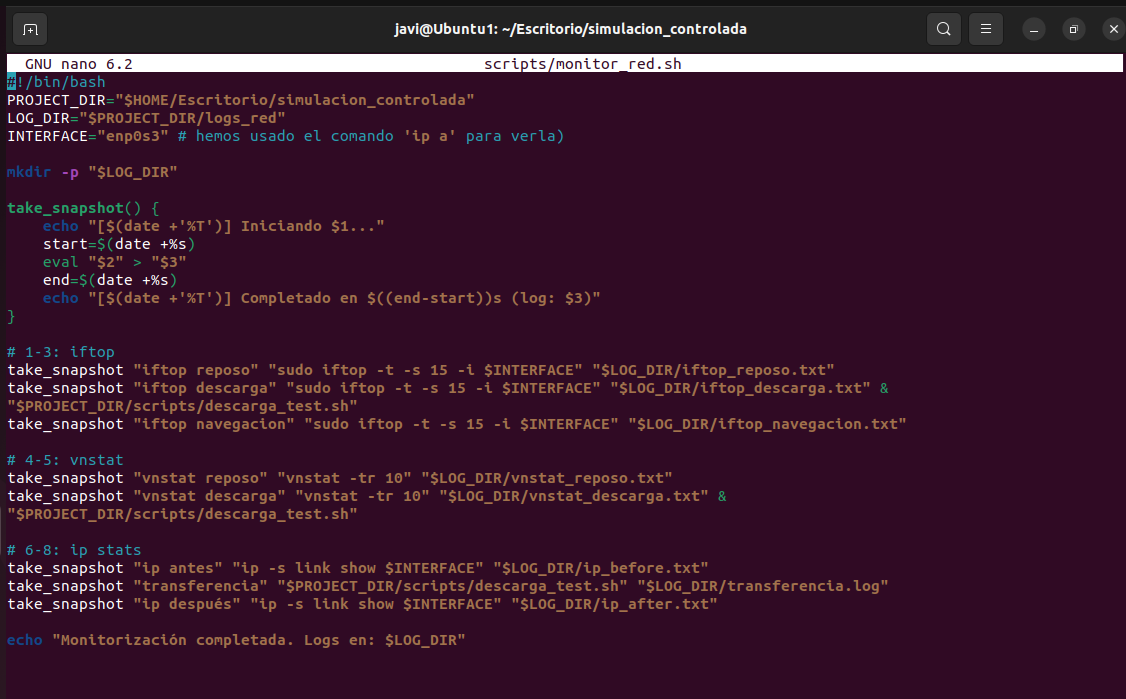 javi@Ubuntu1: ~/Escritorio/simulacion_controlada
GNU nano 6.2 scripts/monitor_red.sh
#!/bin/bash
PROJECT_DIR="$HOME/Escritorio/simulacion_controlada"
LOG_DIR="$PROJECT_DIR/logs_red"
INTERFACE="enp0s3" # hemos usado el comando 'ip a' para verla)
mkdir -p "$LOG_DIR"
take_snapshot() {
    echo "[$(date +'%T')] Iniciando $1..."
    start=$(date +%s)
    eval "$2" > "$3"
    end=$(date +%s)
    echo "[$(date +'%T')] Completado en $((end-start))s (log: $3)"
}
# 1-3: iftop
take_snapshot "iftop reposo" "sudo iftop -t -s 15 -i $INTERFACE" "$LOG_DIR/iftop_reposo.txt"
take_snapshot "iftop descarga" "sudo iftop -t -s 15 -i $INTERFACE" "$LOG_DIR/iftop_descarga.txt" &
"$PROJECT_DIR/scripts/descarga_test.sh"
take_snapshot "iftop navegacion" "sudo iftop -t -s 15 -i $INTERFACE" "$LOG_DIR/iftop_navegacion.txt"
# 4-5: vnstat
take_snapshot "vnstat reposo" "vnstat -tr 10" "$LOG_DIR/vnstat_reposo.txt"
take_snapshot "vnstat descarga" "vnstat -tr 10" "$LOG_DIR/vnstat_descarga.txt" &
"$PROJECT_DIR/scripts/descarga_test.sh"
# 6-8: ip stats
take_snapshot "ip antes" "ip -s link show $INTERFACE" "$LOG_DIR/ip_before.txt"
take_snapshot "transferencia" "$PROJECT_DIR/scripts/descarga_test.sh" "$LOG_DIR/transferencia.log"
take_snapshot "ip después" "ip -s link show $INTERFACE" "$LOG_DIR/ip_after.txt"
echo "Monitorización completada. Logs en: $LOG_DIR"